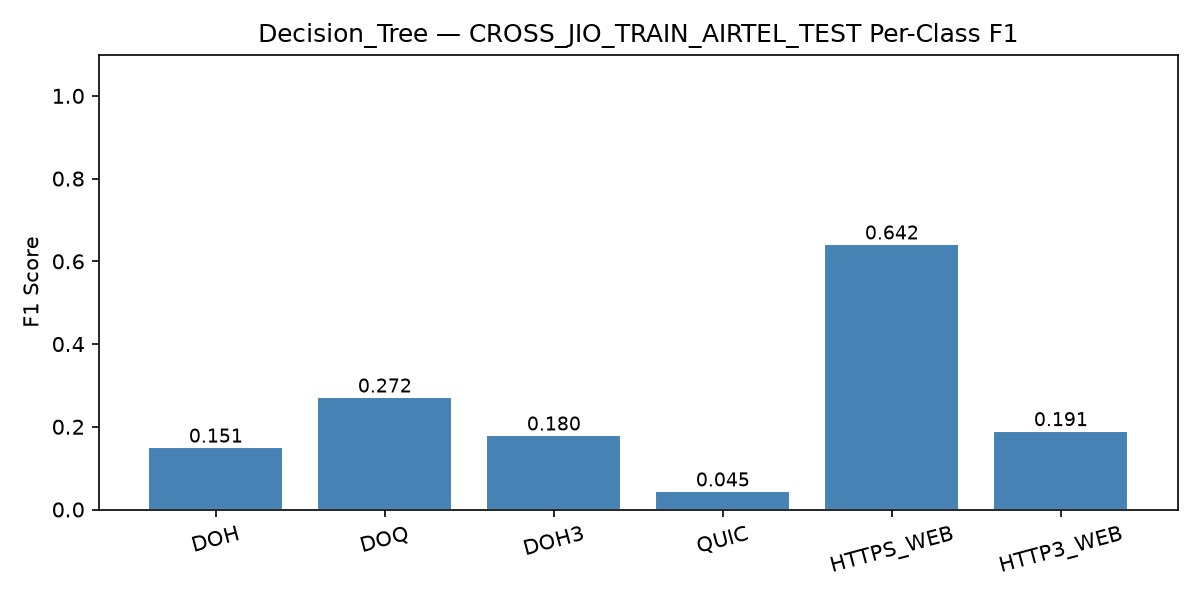 Decision_Tree — CROSS_JIO_TRAIN_AIRTEL_TEST Per-Class F1
F1 Score
1.0
0.8
0.6
0.4
0.2
0.0
0.151
0.272
0.180
0.045
0.642
0.191
DOH
DOQ
DOH3
QUIC
HTTPS_WEB
HTTP3_WEB